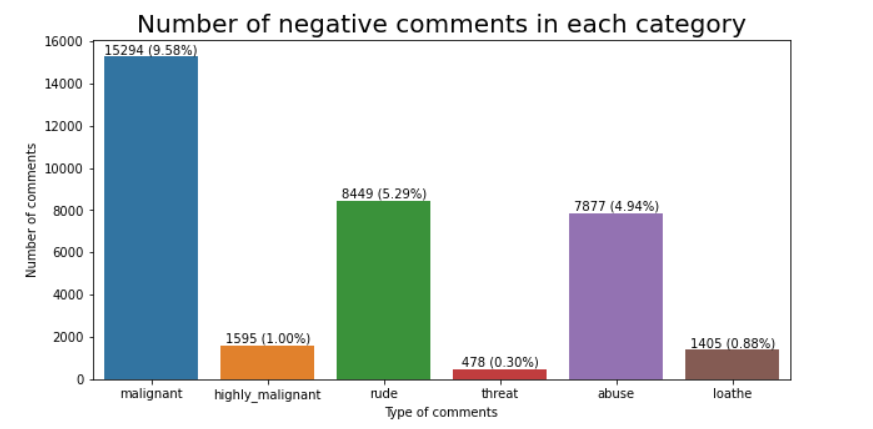 Number of negative comments in each category
16000
14000
12000
10000
8000
6000
4000
2000
0
Number of comments
15294 (9.58%)
1595 (1.00%)
8449 (5.29%)
478 (0.30%)
7877 (4.94%)
1405 (0.88%)
malignant
highly_malignant
rude
threat
abuse
loathe
Type of comments